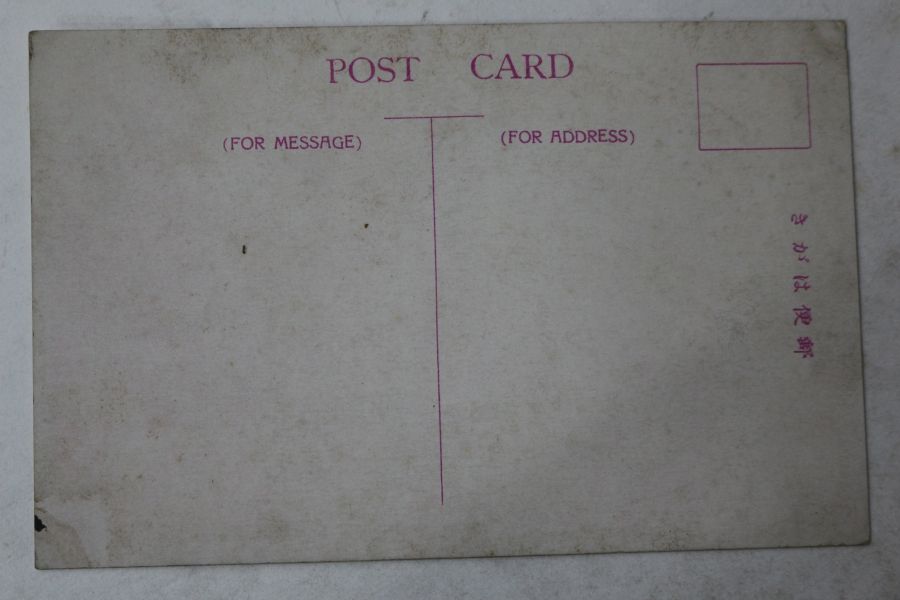 POST CARD
(FOR MESSAGE)
(FOR ADDRESS)
きがは便郵